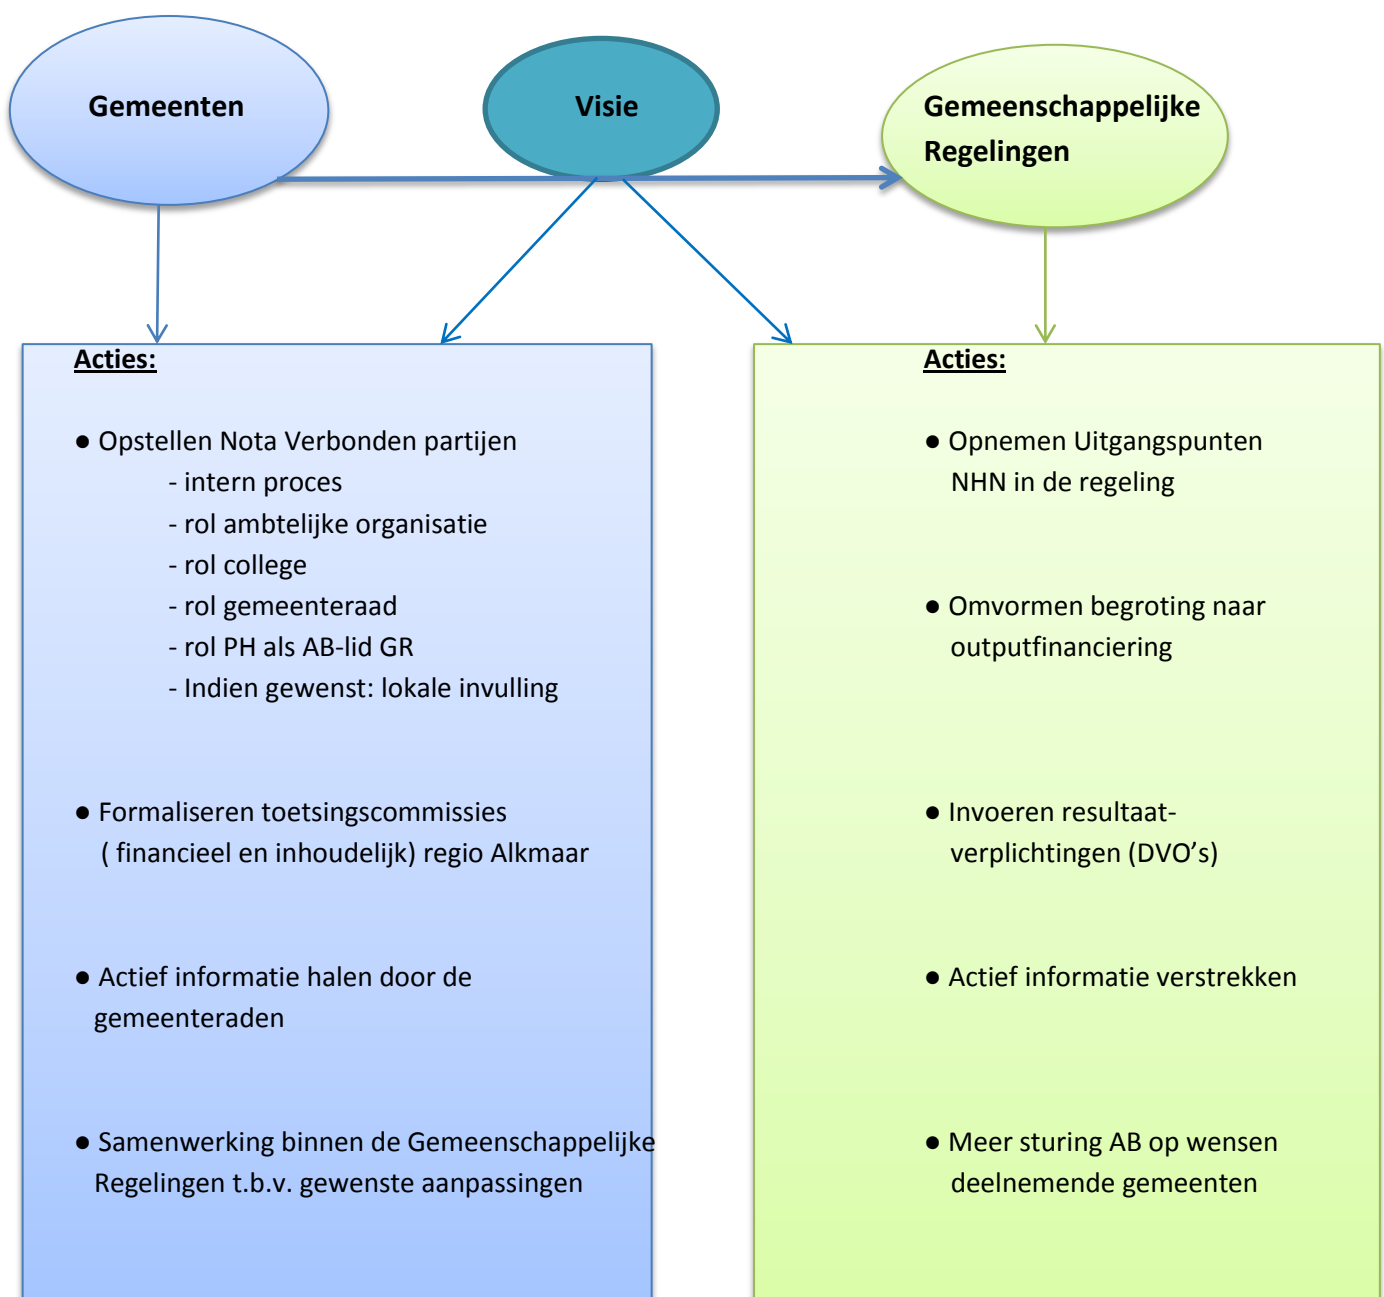 Gemeenten
Visie
Gemeenschappelijke
Regelingen
Acties:
● Opstellen Nota Verbonden partijen
- intern proces
- rol ambtelijke organisatie
- rol college
- rol gemeenteraad
- rol PH als AB-lid GR
- Indien gewenst: lokale invulling
● Formaliseren toetsingscommissies
( financieel en inhoudelijk) regio Alkmaar
● Actief informatie halen door de
gemeenteraden
● Samenwerking binnen de Gemeenschappelijke
Regelingen t.b.v. gewenste aanpassingen
Acties:
● Opnemen Uitgangspunten
NHN in de regeling
● Omvormen begroting naar
outputfinanciering
● Invoeren resultaat-
verplichtingen (DVO’s)
● Actief informatie verstrekken
● Meer sturing AB op wensen
deelnemende gemeenten